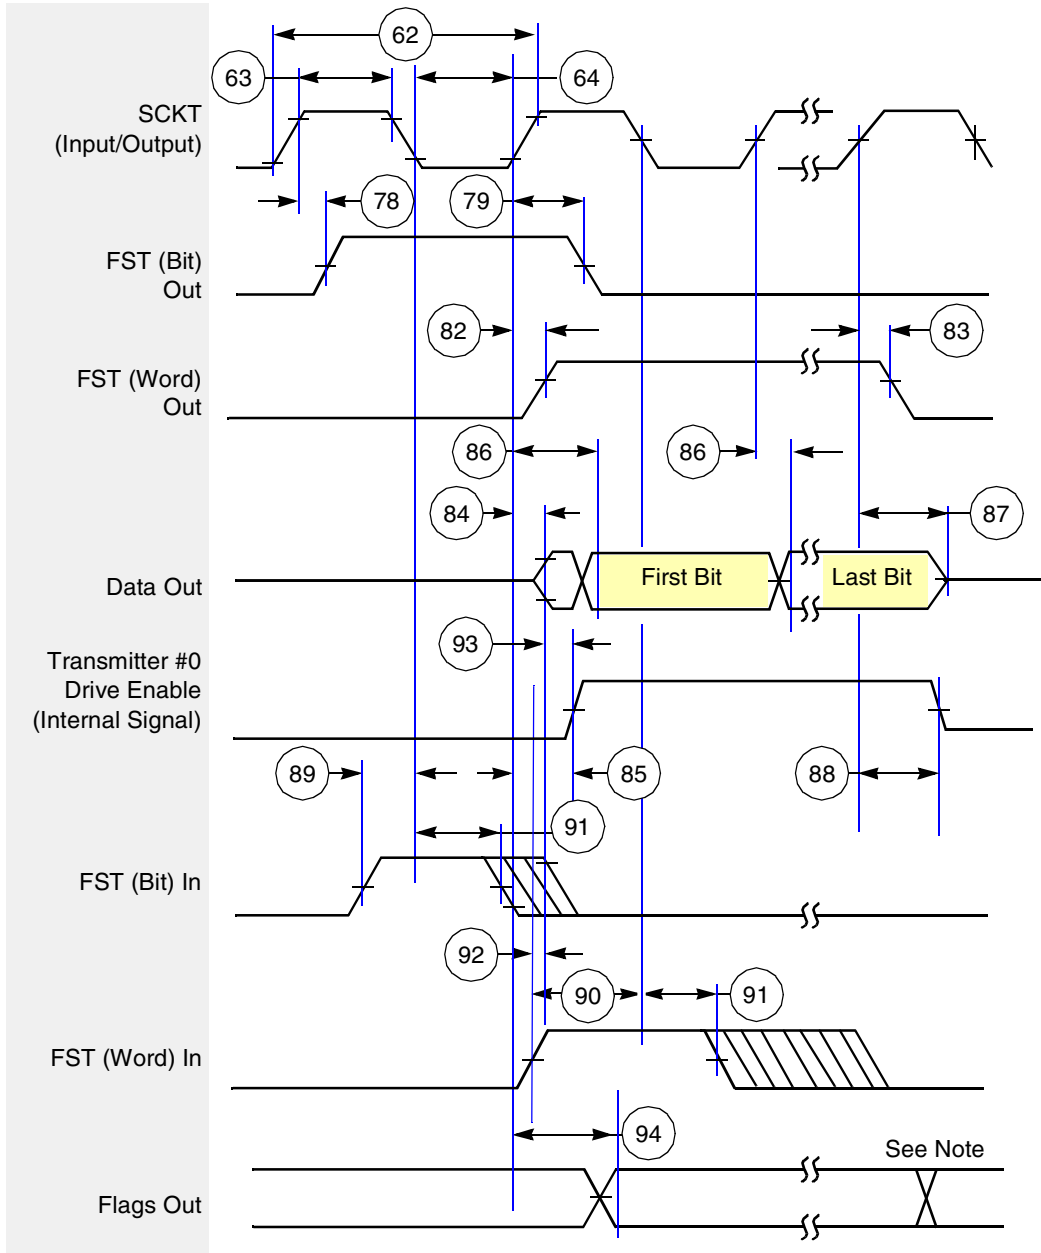 62
63
64
SCKT
(Input/Output)
78
79
FST (Bit)
Out
82
83
FST (Word)
Out
86
86
84
87
Data Out
First Bit
Last Bit
93
Transmitter #0
Drive Enable
(Internal Signal)
89
85
88
91
FST (Bit) In
92
90
91
FST (Word) In
94
See Note
Flags Out